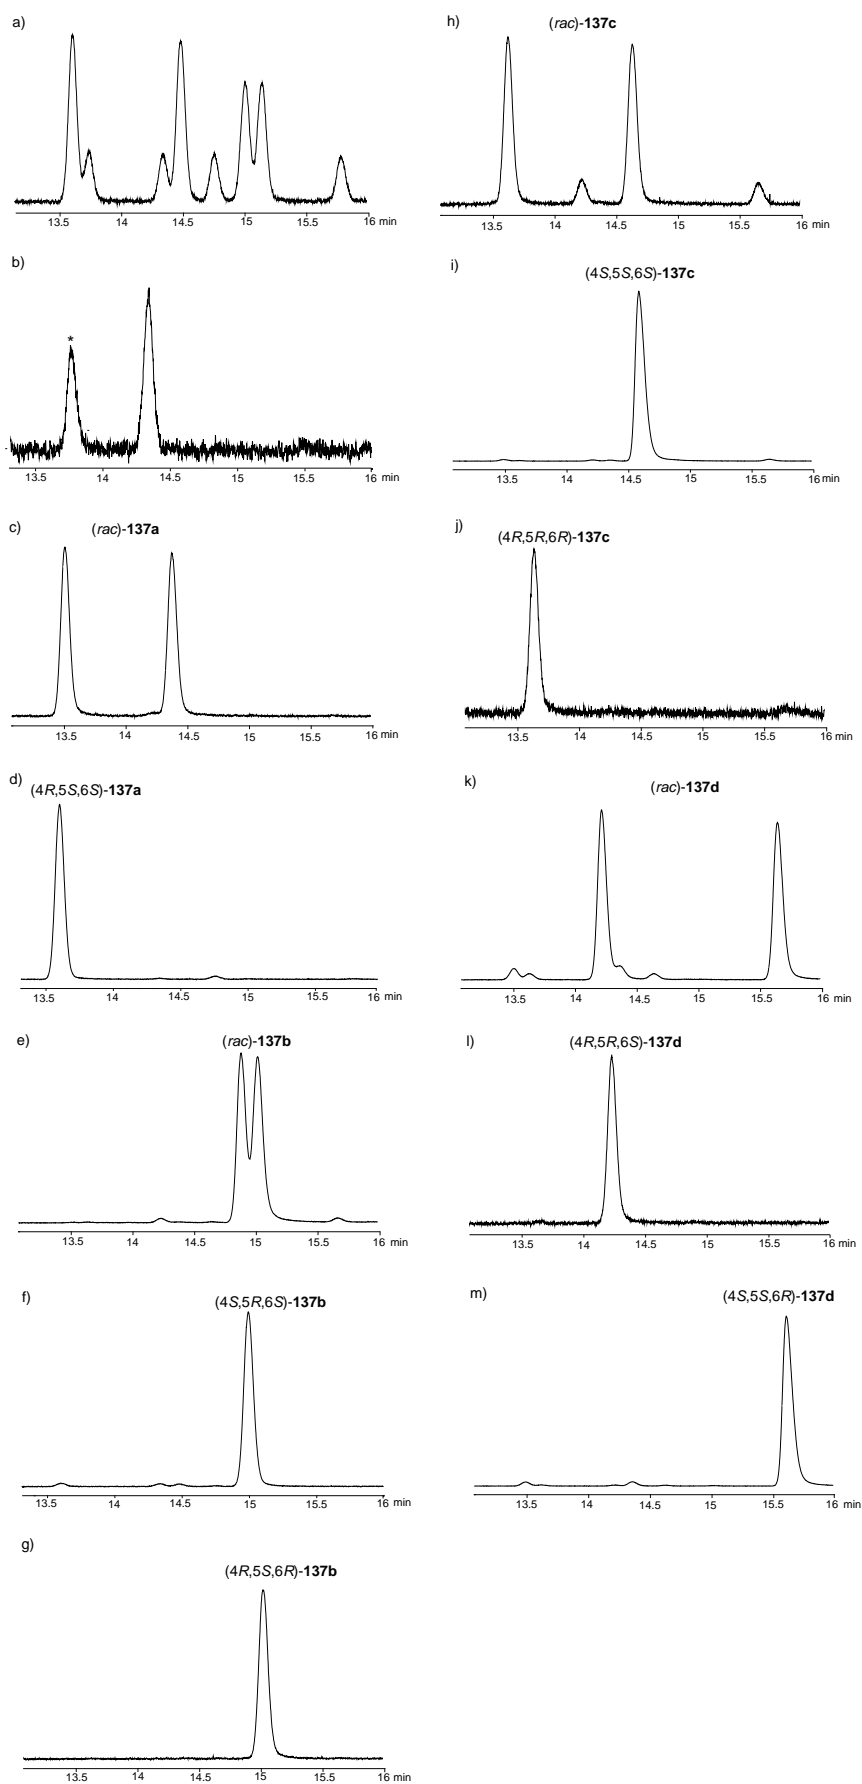 a)
13.5 14 14.5 15 15.5 16 min
b)
*
13.5 14 14.5 15 15.5 16 min
c) (rac)-137a
13.5 14 14.5 15 15.5 16 min
d) (4R,5S,6S)-137a
13.5 14 14.5 15 15.5 16 min
e) (rac)-137b
13.5 14 14.5 15 15.5 16 min
f) (4S,5R,6S)-137b
13.5 14 14.5 15 15.5 16 min
g)
(4R,5S,6R)-137b
13.5 14 14.5 15 15.5 16 min
h) (rac)-137c
13.5 14 14.5 15 15.5 16 min
i) (4S,5S,6S)-137c
13.5 14 14.5 15 15.5 16 min
j) (4R,5R,6R)-137c
13.5 14 14.5 15 15.5 16 min
k) (rac)-137d
13.5 14 14.5 15 15.5 16 min
l) (4R,5R,6S)-137d
13.5 14 14.5 15 15.5 16 min
m) (4S,5S,6R)-137d
13.5 14 14.5 15 15.5 16 min